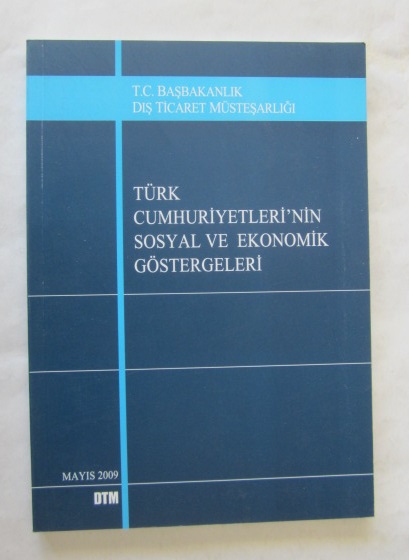 T.C. BAŞBAKANLIK
DIŞ TİCARET MÜSTEŞARLIĞI
TÜRK
CUMHURİYETLERİ'NİN
SOSYAL VE EKONOMİK
GÖSTERGELERİ
MAYIS 2009
DTM